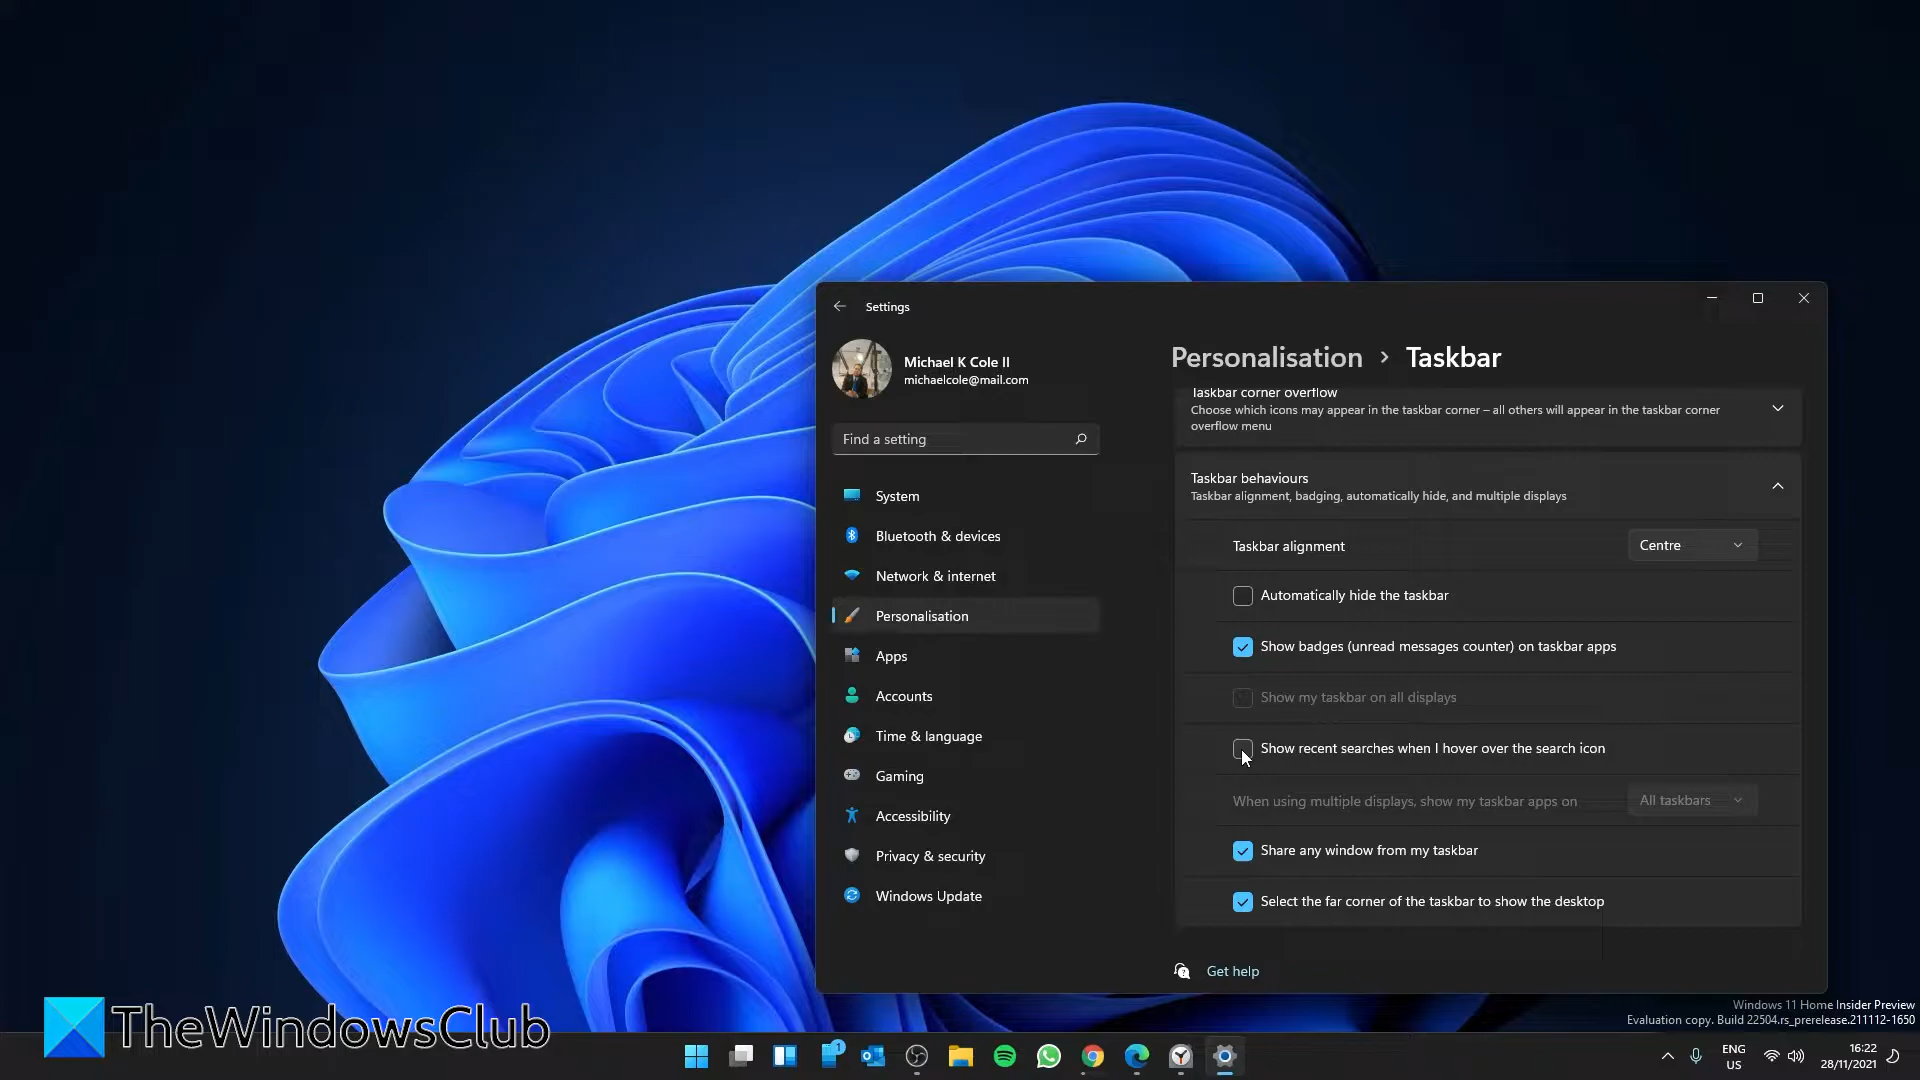 Settings
Michael K Cole II
michaelcole@mail.com
Find a setting
System
Bluetooth & devices
Network & internet
Personalisation
Apps
Accounts
Time & language
Gaming
Accessibility
Privacy & security
Windows Update
Personalisation > Taskbar
Taskbar corner overflow
Choose which icons may appear in the taskbar corner – all others will appear in the taskbar corner
overflow menu
Taskbar behaviours
Taskbar alignment, badging, automatically hide, and multiple displays
Taskbar alignment Centre
Automatically hide the taskbar
Show badges (unread messages counter) on taskbar apps
Show my taskbar on all displays
Show recent searches when I hover over the search icon
When using multiple displays, show my taskbar apps on All taskbars
Share any window from my taskbar
Select the far corner of the taskbar to show the desktop
Get help
TheWindowsClub
Windows 11 Home Insider Preview
Evaluation copy. Build 22504.rs_prerelease.211112-1650
1
ENG
US
16:22
28/11/2021